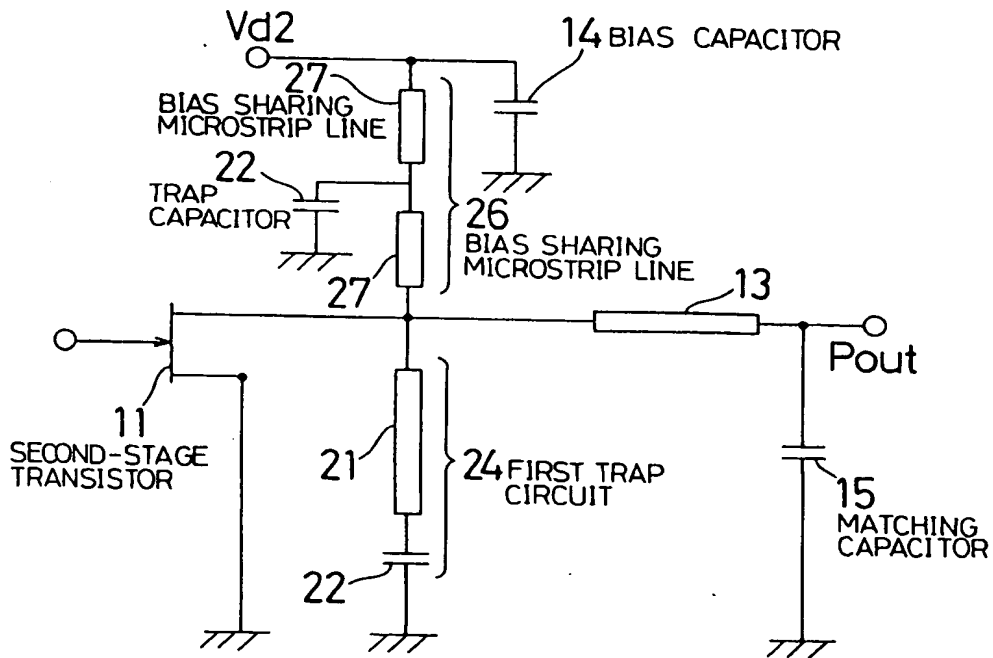 Vd2
14 BIAS CAPACITOR
27
BIAS SHARING
MICROSTRIP LINE
22
TRAP
CAPACITOR
26
BIAS SHARING
MICROSTRIP LINE
27
13
Pout
11
SECOND-STAGE
TRANSISTOR
21
24 FIRST TRAP
CIRCUIT
15
MATCHING
CAPACITOR
22